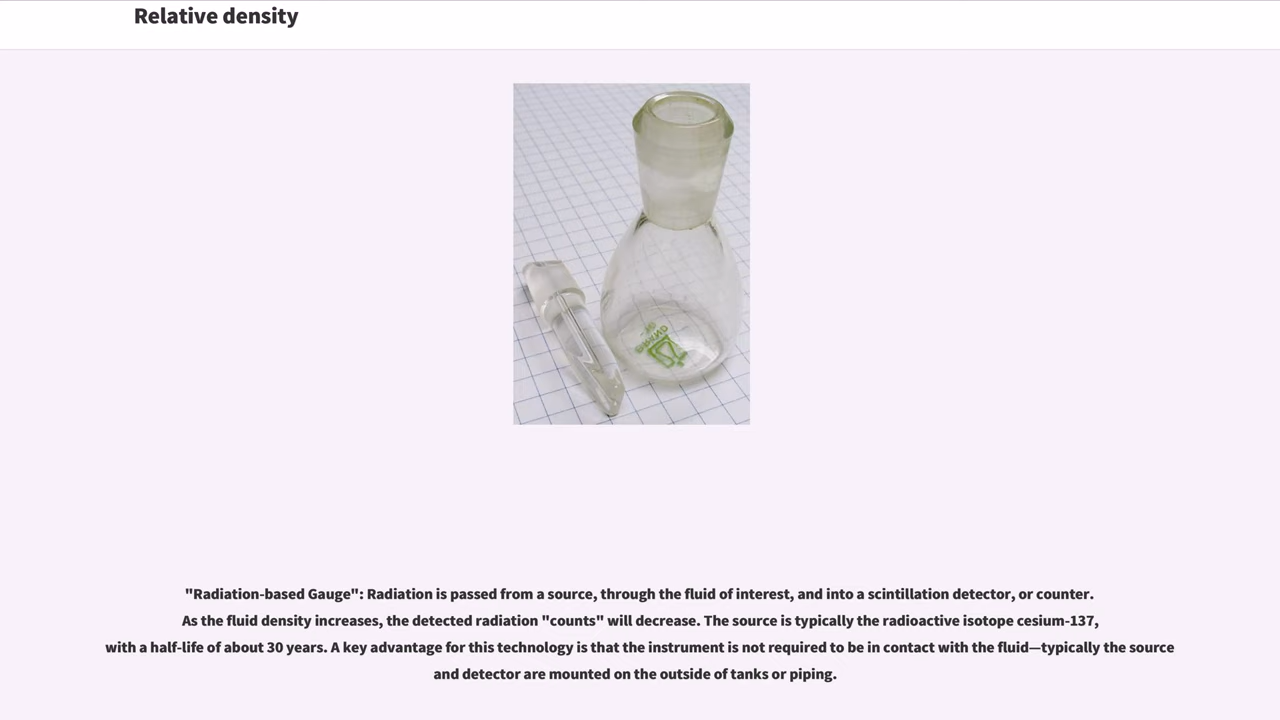 Relative density
"Radiation-based Gauge": Radiation is passed from a source, through the fluid of interest, and into a scintillation detector, or counter.
As the fluid density increases, the detected radiation "counts" will decrease. The source is typically the radioactive isotope cesium-137,
with a half-life of about 30 years. A key advantage for this technology is that the instrument is not required to be in contact with the fluid—typically the source
and detector are mounted on the outside of tanks or piping.